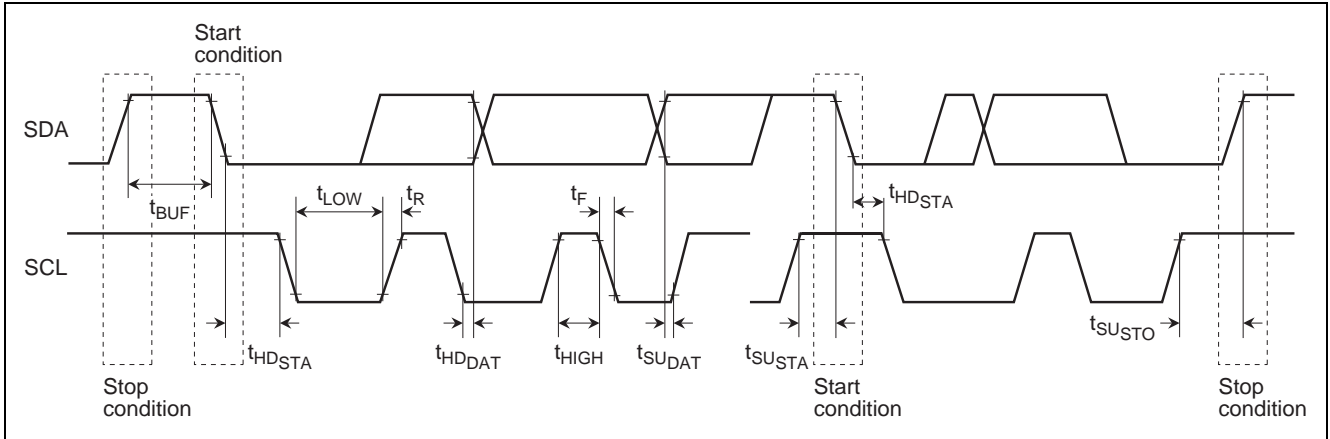 Start
condition
SDA
tBUF
tLOW
tR
tF
tHDSTA
SCL
tHDSTA
tHDDAT
tHIGH
tSUDAT
tSUSTA
tSUSTO
Stop
condition
Start
condition
Stop
condition